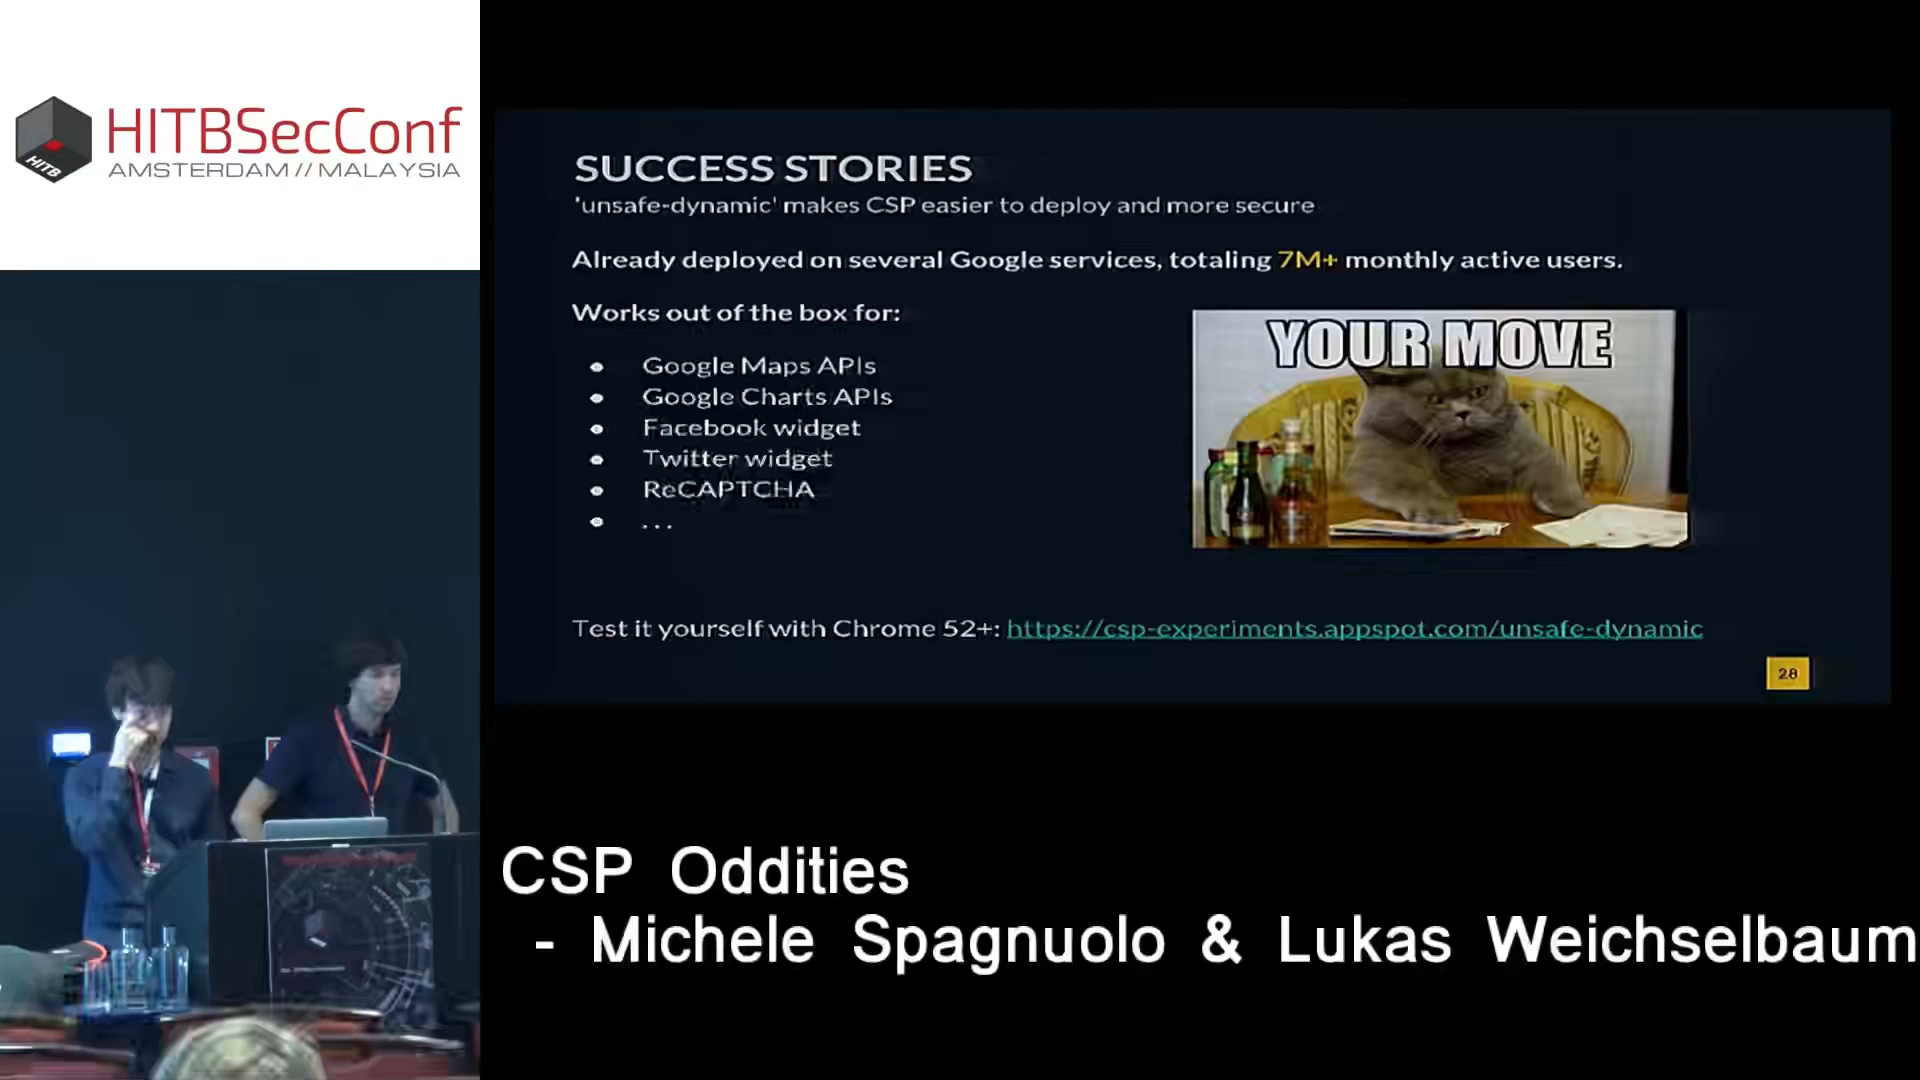 HITBSecConf
AMSTERDAM // MALAYSIA
HITB
SUCCESS STORIES
'unsafe-dynamic' makes CSP easier to deploy and more secure
Already deployed on several Google services, totaling 7M+ monthly active users.
Works out of the box for:
● Google Maps APIs
● Google Charts APIs
● Facebook widget
● Twitter widget
● ReCAPTCHA
● ...
YOUR MOVE
Test it yourself with Chrome 52+: https://csp-experiments.appspot.com/unsafe-dynamic
28
CSP Oddities
- Michele Spagnuolo & Lukas Weichselbaum